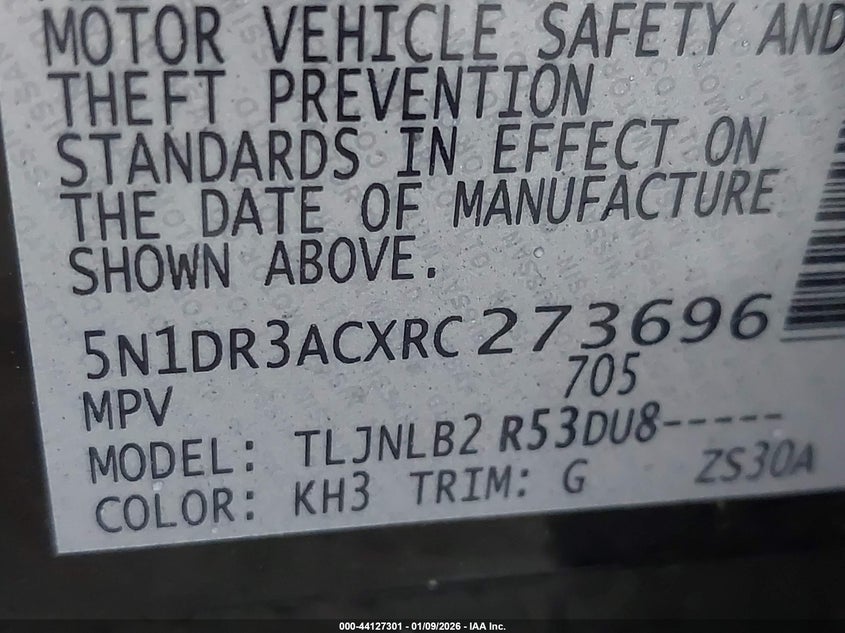 MOTOR VEHICLE SAFETY AND
THEFT PREVENTION
STANDARDS IN EFFECT ON
THE DATE OF MANUFACTURE
SHOWN ABOVE.
5N1DR3ACXRC273696
MPV 705
MODEL: TLJNLB2 R53DU8-----
COLOR: KH3 TRIM: G ZS30A
000-44127301 - 01/09/2026 - IAA Inc.